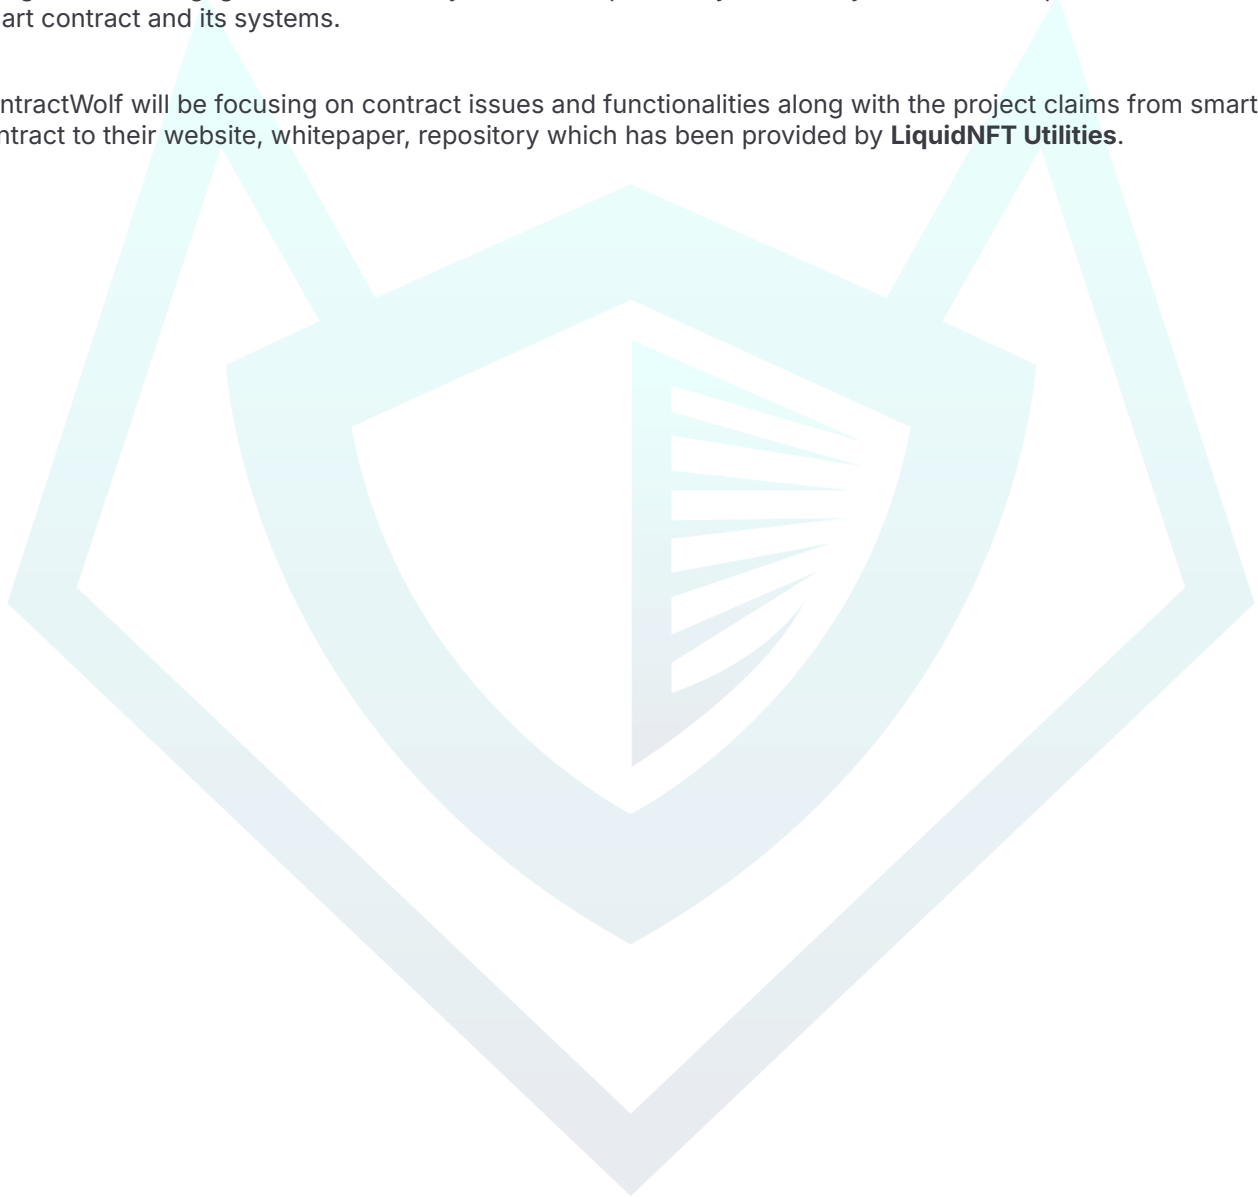 art contract and its systems.
ntractWolf will be focusing on contract issues and functionalities along with the project claims from smart
ntract to their website, whitepaper, repository which has been provided by LiquidNFT Utilities.